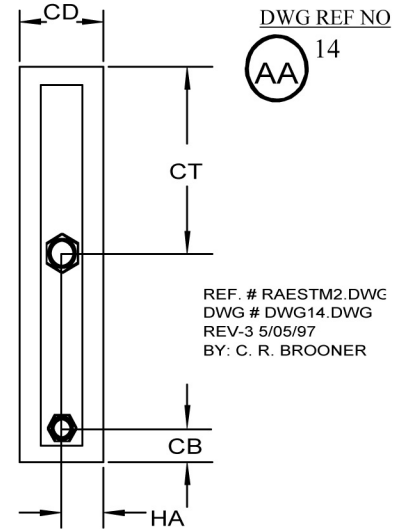 CD
DWG REF NO
AA
14
CT
REF. # RAESTM2.DWG
DWG # DWG14.DWG
REV-3 5/05/97
BY: C. R. BROONER
CB
HA